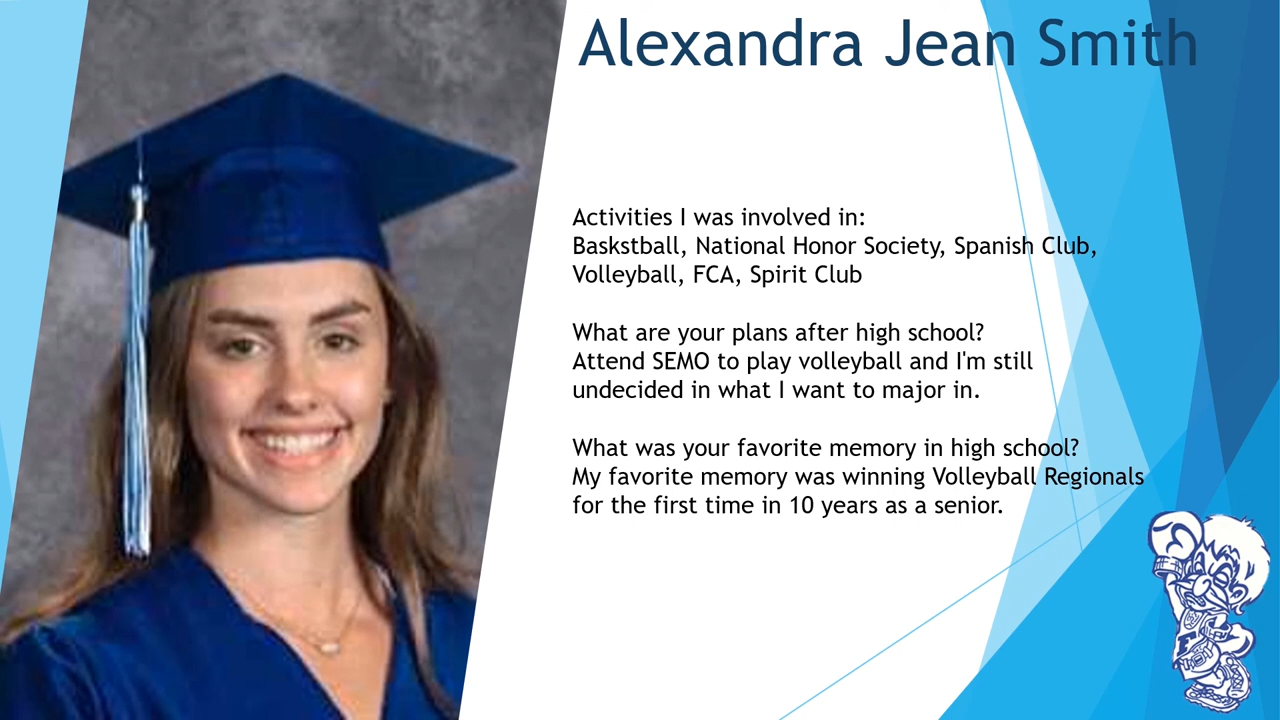 Alexandra Jean Smith
Activities I was involved in:
Baskstball, National Honor Society, Spanish Club,
Volleyball, FCA, Spirit Club
What are your plans after high school?
Attend SEMO to play volleyball and I'm still
undecided in what I want to major in.
What was your favorite memory in high school?
My favorite memory was winning Volleyball Regionals
for the first time in 10 years as a senior.